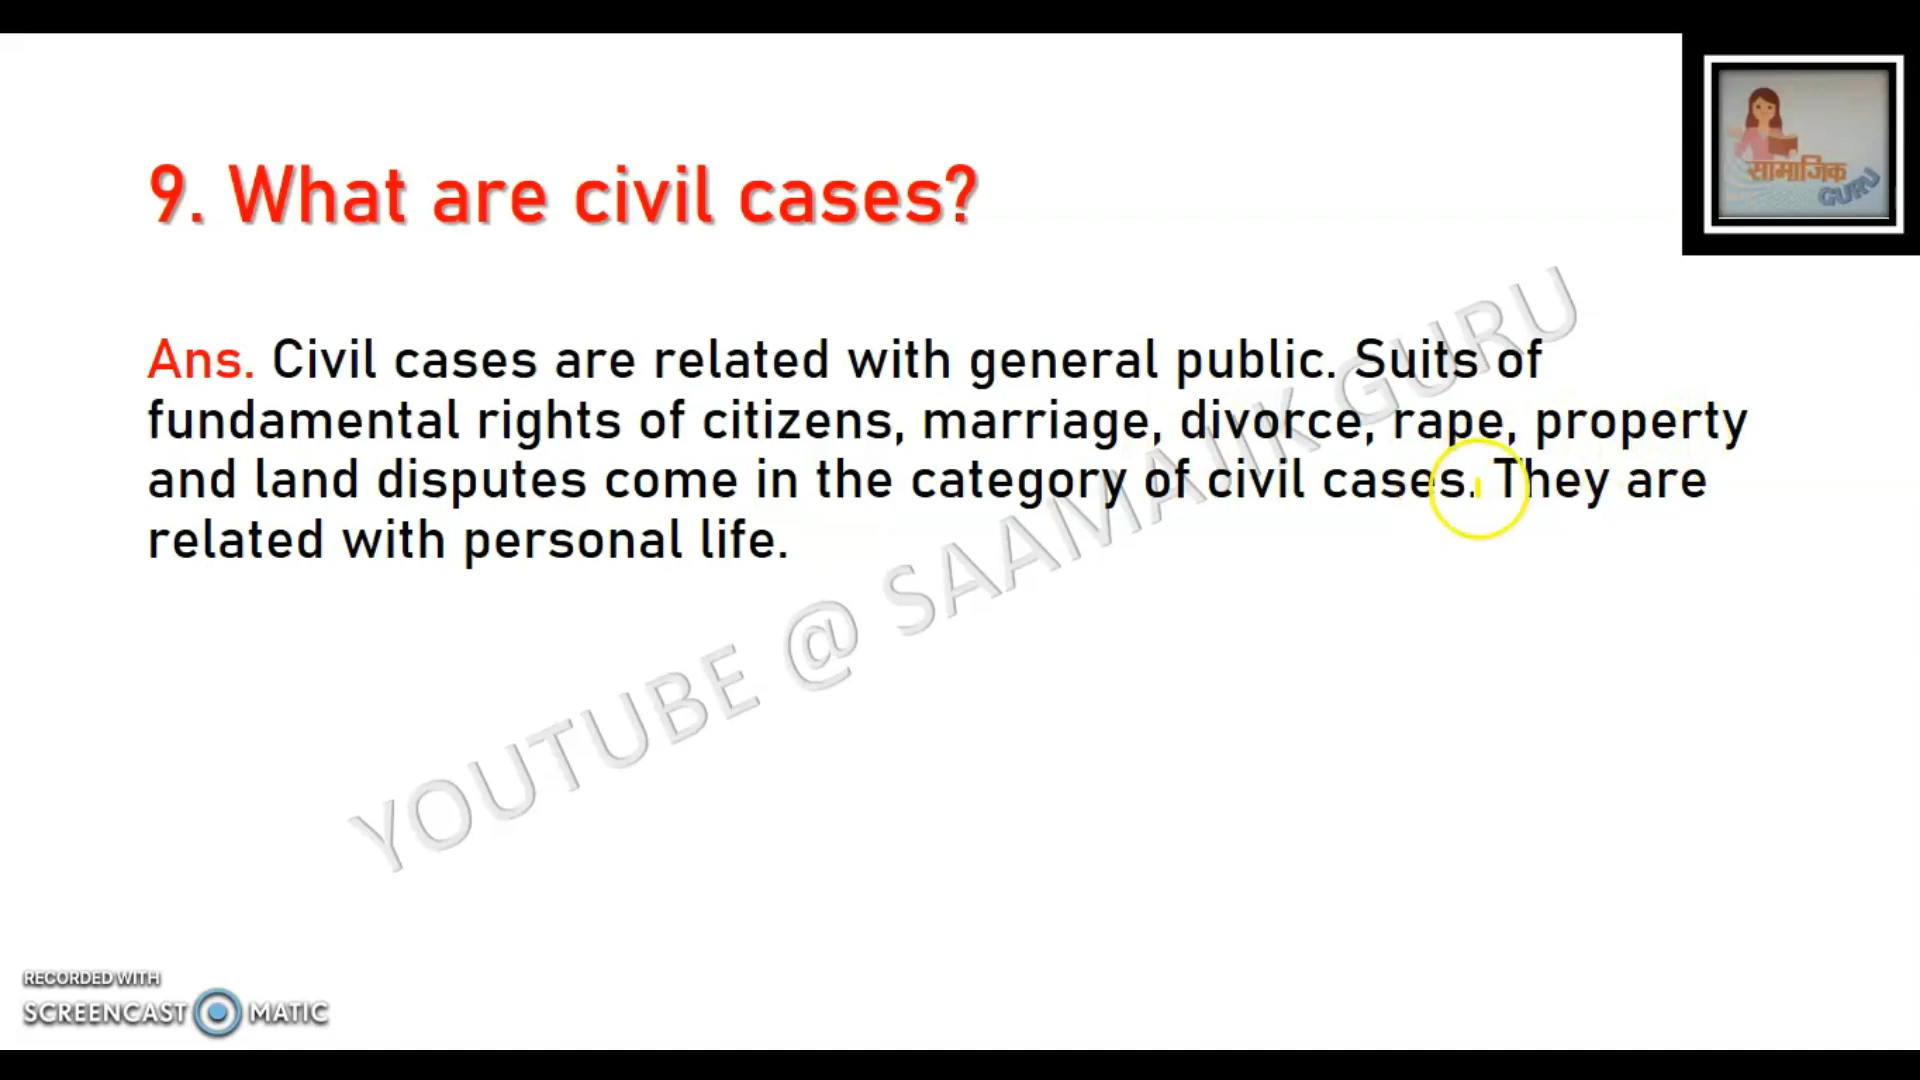 सामाजिक
GURU
9. What are civil cases?
Ans. Civil cases are related with general public. Suits of
fundamental rights of citizens, marriage, divorce, rape, property
and land disputes come in the category of civil cases. They are
related with personal life.
YOUTUBE @ SAAMAJIK GURU
RECORDED WITH
SCREENCAST MATIC